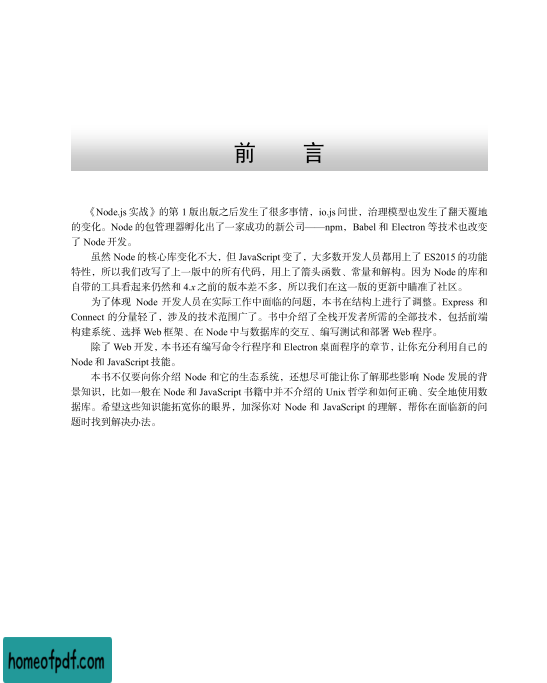 前 言
《Node.js 实战》的第 1 版出版之后发生了很多事情，io.js 问世，治理模型也发生了翻天覆地
的变化。Node 的包管理器孵化出了一家成功的新公司——npm，Babel 和 Electron 等技术也改变
了 Node 开发。
虽然 Node 的核心库变化不大，但 JavaScript 变了，大多数开发人员都用上了 ES2015 的功能
特性，所以我们改写了上一版中的所有代码，用上了箭头函数、常量和解构。因为 Node 的库和
自带的工具看起来仍然和 4.x 之前的版本差不多，所以我们在这一版的更新中瞄准了社区。
为了体现 Node 开发人员在实际工作中面临的问题，本书在结构上进行了调整。Express 和
Connect 的分量轻了，涉及的技术范围广了。书中介绍了全栈开发者所需的全部技术，包括前端
构建系统、选择 Web 框架、在 Node 中与数据库的交互、编写测试和部署 Web 程序。
除了 Web 开发，本书还有编写命令行程序和 Electron 桌面程序的章节，让你充分利用自己的
Node 和 JavaScript 技能。
本书不仅要向你介绍 Node 和它的生态系统，还想尽可能让你了解那些影响 Node 发展的背
景知识，比如一般在 Node 和 JavaScript 书籍中并不介绍的 Unix 哲学和如何正确、安全地使用数
据库。希望这些知识能拓宽你的眼界，加深你对 Node 和 JavaScript 的理解，帮你在面临新的问
题时找到解决办法。
homeofpdf.com